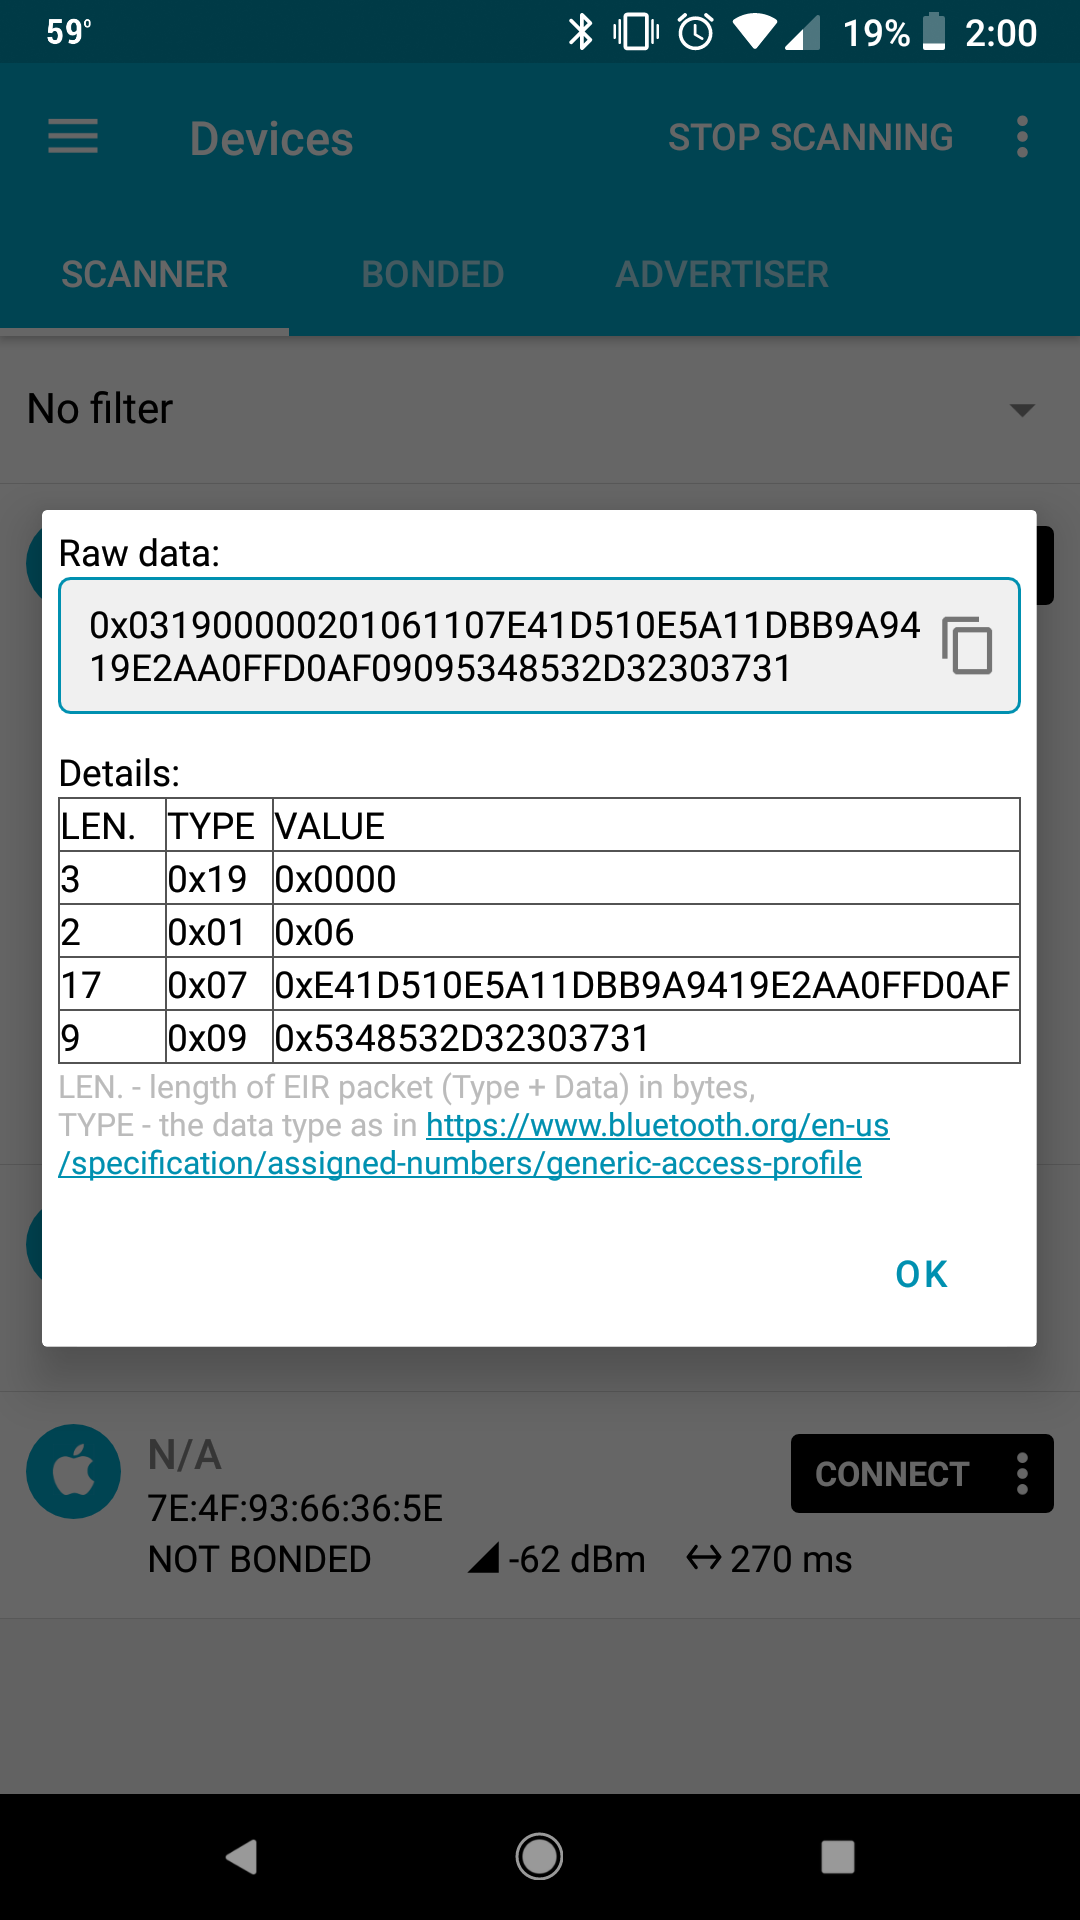 59°
19% 2:00
Devices STOP SCANNING
SCANNER BONDED ADVERTISER
No filter
Raw data:
0x031900000201061107E41D510E5A11DBB9A94
19E2AA0FFD0AF09095348532D32303731
Details:
LEN. TYPE VALUE
3 0x19 0x0000
2 0x01 0x06
17 0x07 0xE41D510E5A11DBB9A9419E2AA0FFD0AF
9 0x09 0x5348532D32303731
LEN. - length of EIR packet (Type + Data) in bytes,
TYPE - the data type as in https://www.bluetooth.org/en-us
/specification/assigned-numbers/generic-access-profile
OK
N/A
CONNECT
7E:4F:93:66:36:5E
NOT BONDED -62 dBm 270 ms